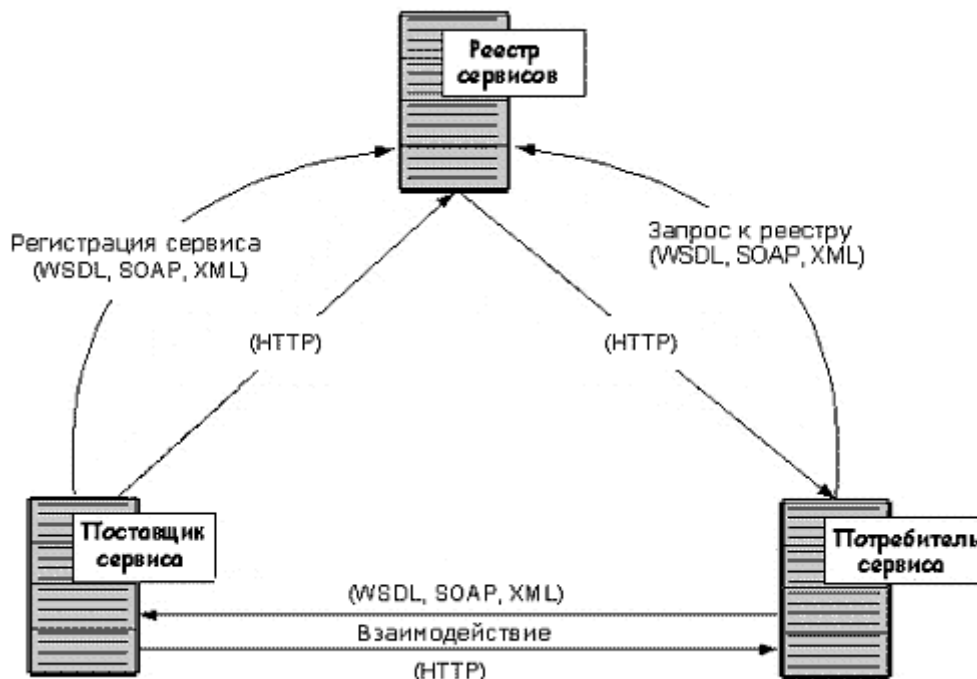 Реестр
сервисов
Регистрация сервиса
(WSDL, SOAP, XML)
Запрос к реестру
(WSDL, SOAP, XML)
(HTTP)
(HTTP)
Поставщик
сервиса
Потребитель
сервиса
(WSDL, SOAP, XML)
Взаимодействие
(HTTP)